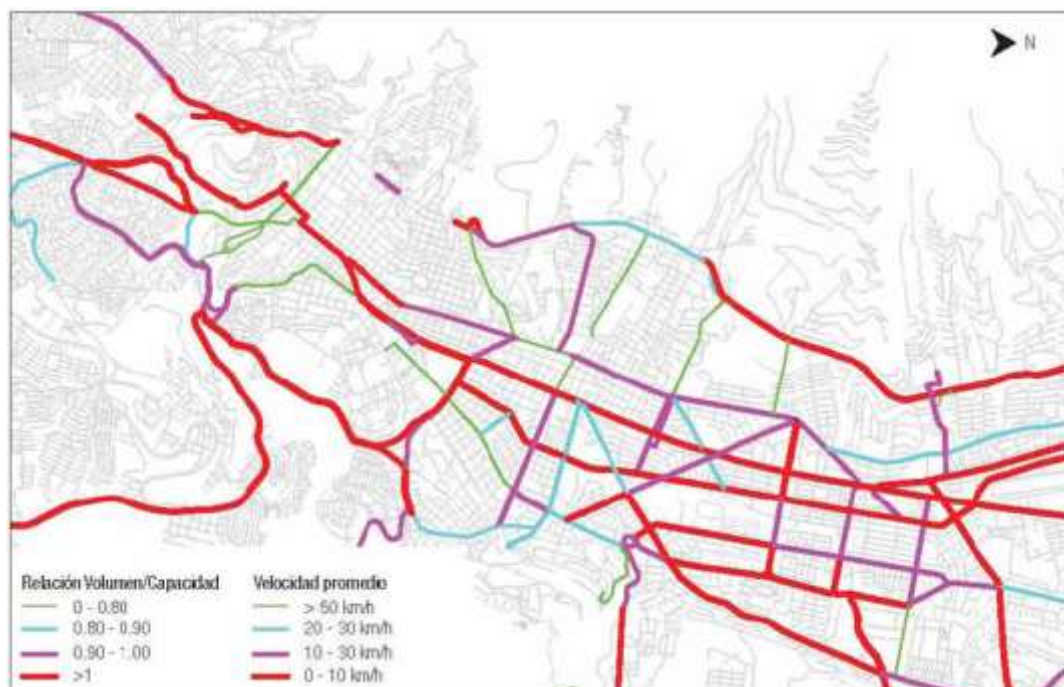 N
Relación Volumen/Capacidad
0 - 0.80
0.80 - 0.90
0.90 - 1.00
>1
Velocidad promedio
> 50 km/h
20 - 30 km/h
10 - 30 km/h
0 - 10 km/h